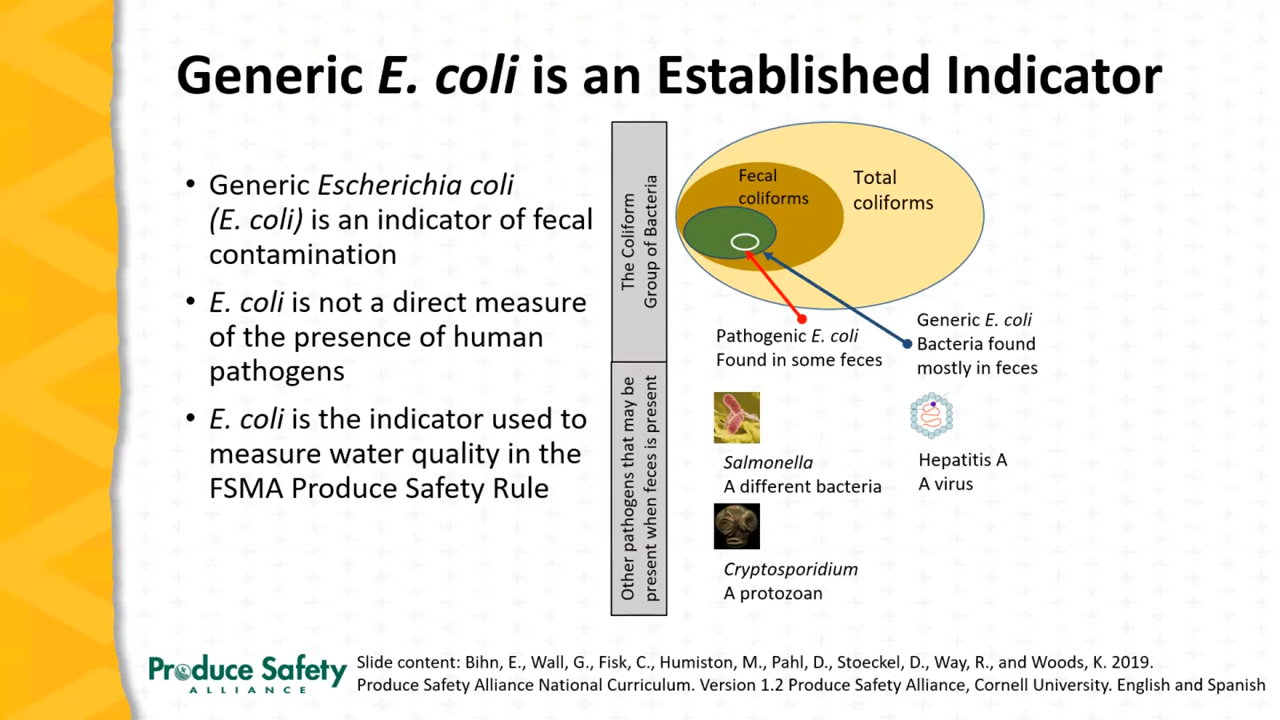 Generic E. coli is an Established Indicator
• Generic Escherichia coli
(E. coli) is an indicator of fecal
contamination
• E. coli is not a direct measure
of the presence of human
pathogens
• E. coli is the indicator used to
measure water quality in the
FSMA Produce Safety Rule
The Coliform
Group of Bacteria
Fecal
coliforms
Total
coliforms
Pathogenic E. coli
Found in some feces
Generic E. coli
Bacteria found
mostly in feces
Other pathogens that may be
present when feces is present
Salmonella
A different bacteria
Hepatitis A
A virus
Cryptosporidium
A protozoan
Produce Safety
ALLIANCE
Slide content: Bihn, E., Wall, G., Fisk, C., Humiston, M., Pahl, D., Stoeckel, D., Way, R., and Woods, K. 2019.
Produce Safety Alliance National Curriculum. Version 1.2 Produce Safety Alliance, Cornell University. English and Spanish